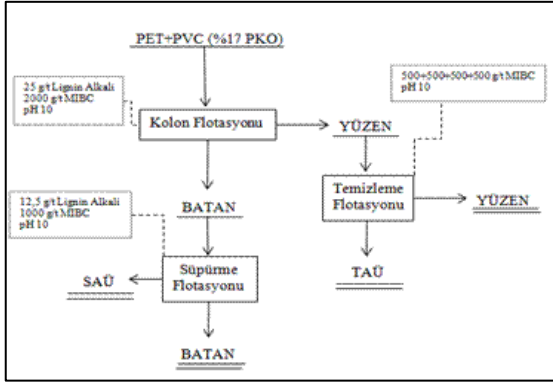 PET+PVC (%17 PKO)
25 g/t Lignin Alkali
2000 g/t MIBC
pH 10
500+500+500+500 g/t MIBC
pH 10
Kolon Flotasyonu
YÜZEN
Temizleme
Flotasyonu
YÜZEN
TAÜ
BATAN
12,5 g/t Lignin Alkali
1000 g/t MIBC
pH 10
Süpürme
Flotasyonu
SAÜ
BATAN